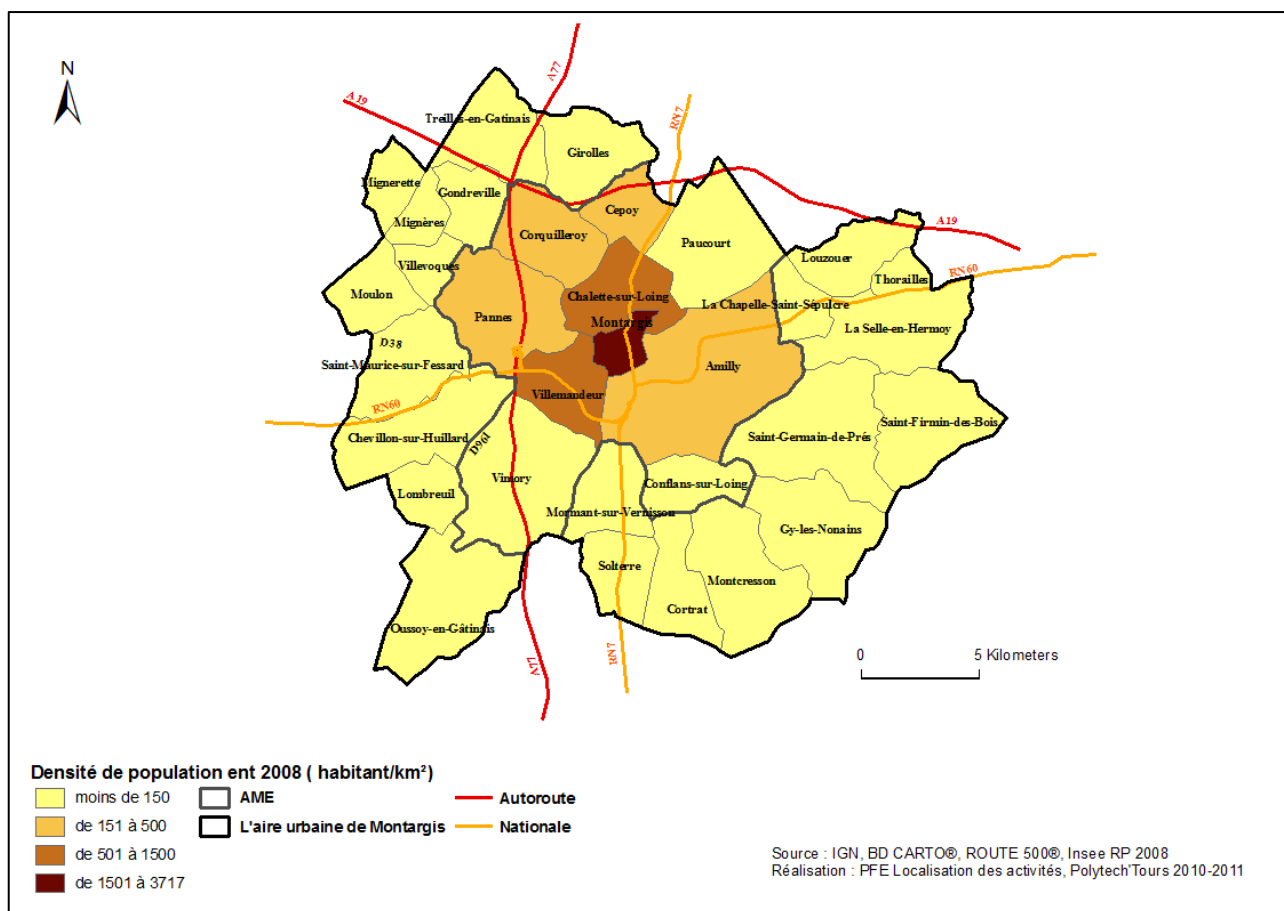 N
A77
A 19
RN7
Treilles-en-Gatinais
Girolles
Mignerette
Gondreville
Cepoy
Mignères
Corquilleroy
Paucourt
A19
Louzouer
Villevoques
RN60
Thorailles
Moulon
Chalette-sur-Loing
La Chapelle-Saint-Sépulcre
Pannes
Montargis
La Selle-en-Hermoy
D38
Saint-Maurice-sur-Fessard
Amilly
Villemandeur
RN60
Saint-Firmin-des-Bois
Chevillon-sur-Huillard
Saint-Germain-de-Prés
D961
Vimory
Conflans-sur-Loing
Lombreuil
Mormant-sur-Vernisson
Gy-les-Nonains
Solterre
Montcresson
Cortrat
Oussoy-en-Gâtinais
RN7
A77
0 5 Kilometers
Densité de population ent 2008 ( habitant/km²)
moins de 150 AME Autoroute
de 151 à 500 L'aire urbaine de Montargis Nationale
de 501 à 1500
de 1501 à 3717
Source : IGN, BD CARTO®, ROUTE 500®, Insee RP 2008
Réalisation : PFE Localisation des activités, Polytech'Tours 2010-2011